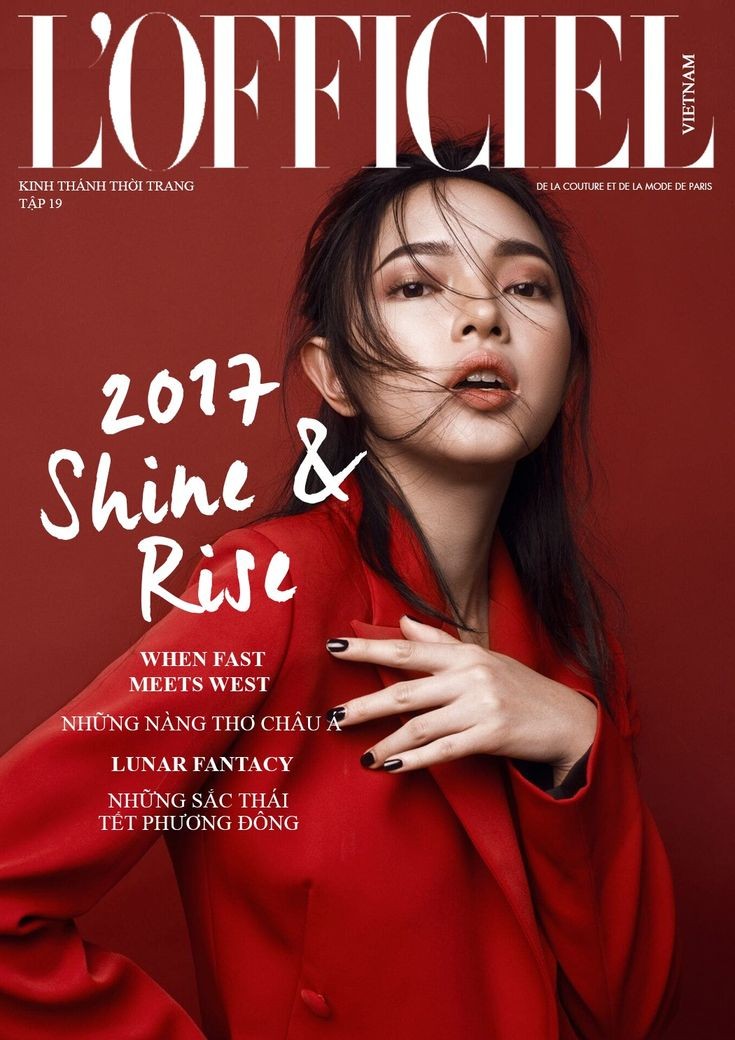 L'OFFICIEL
VIETNAM
KINH THÁNH THỜI TRANG
TẬP 19
DE LA COUTURE ET DE LA MODE DE PARIS
2017
Shine &
Rise
WHEN FAST
MEETS WEST
NHỮNG NÀNG THƠ CHÂU Á
LUNAR FANTACY
NHỮNG SẮC THÁI
TẾT PHƯƠNG ĐÔNG